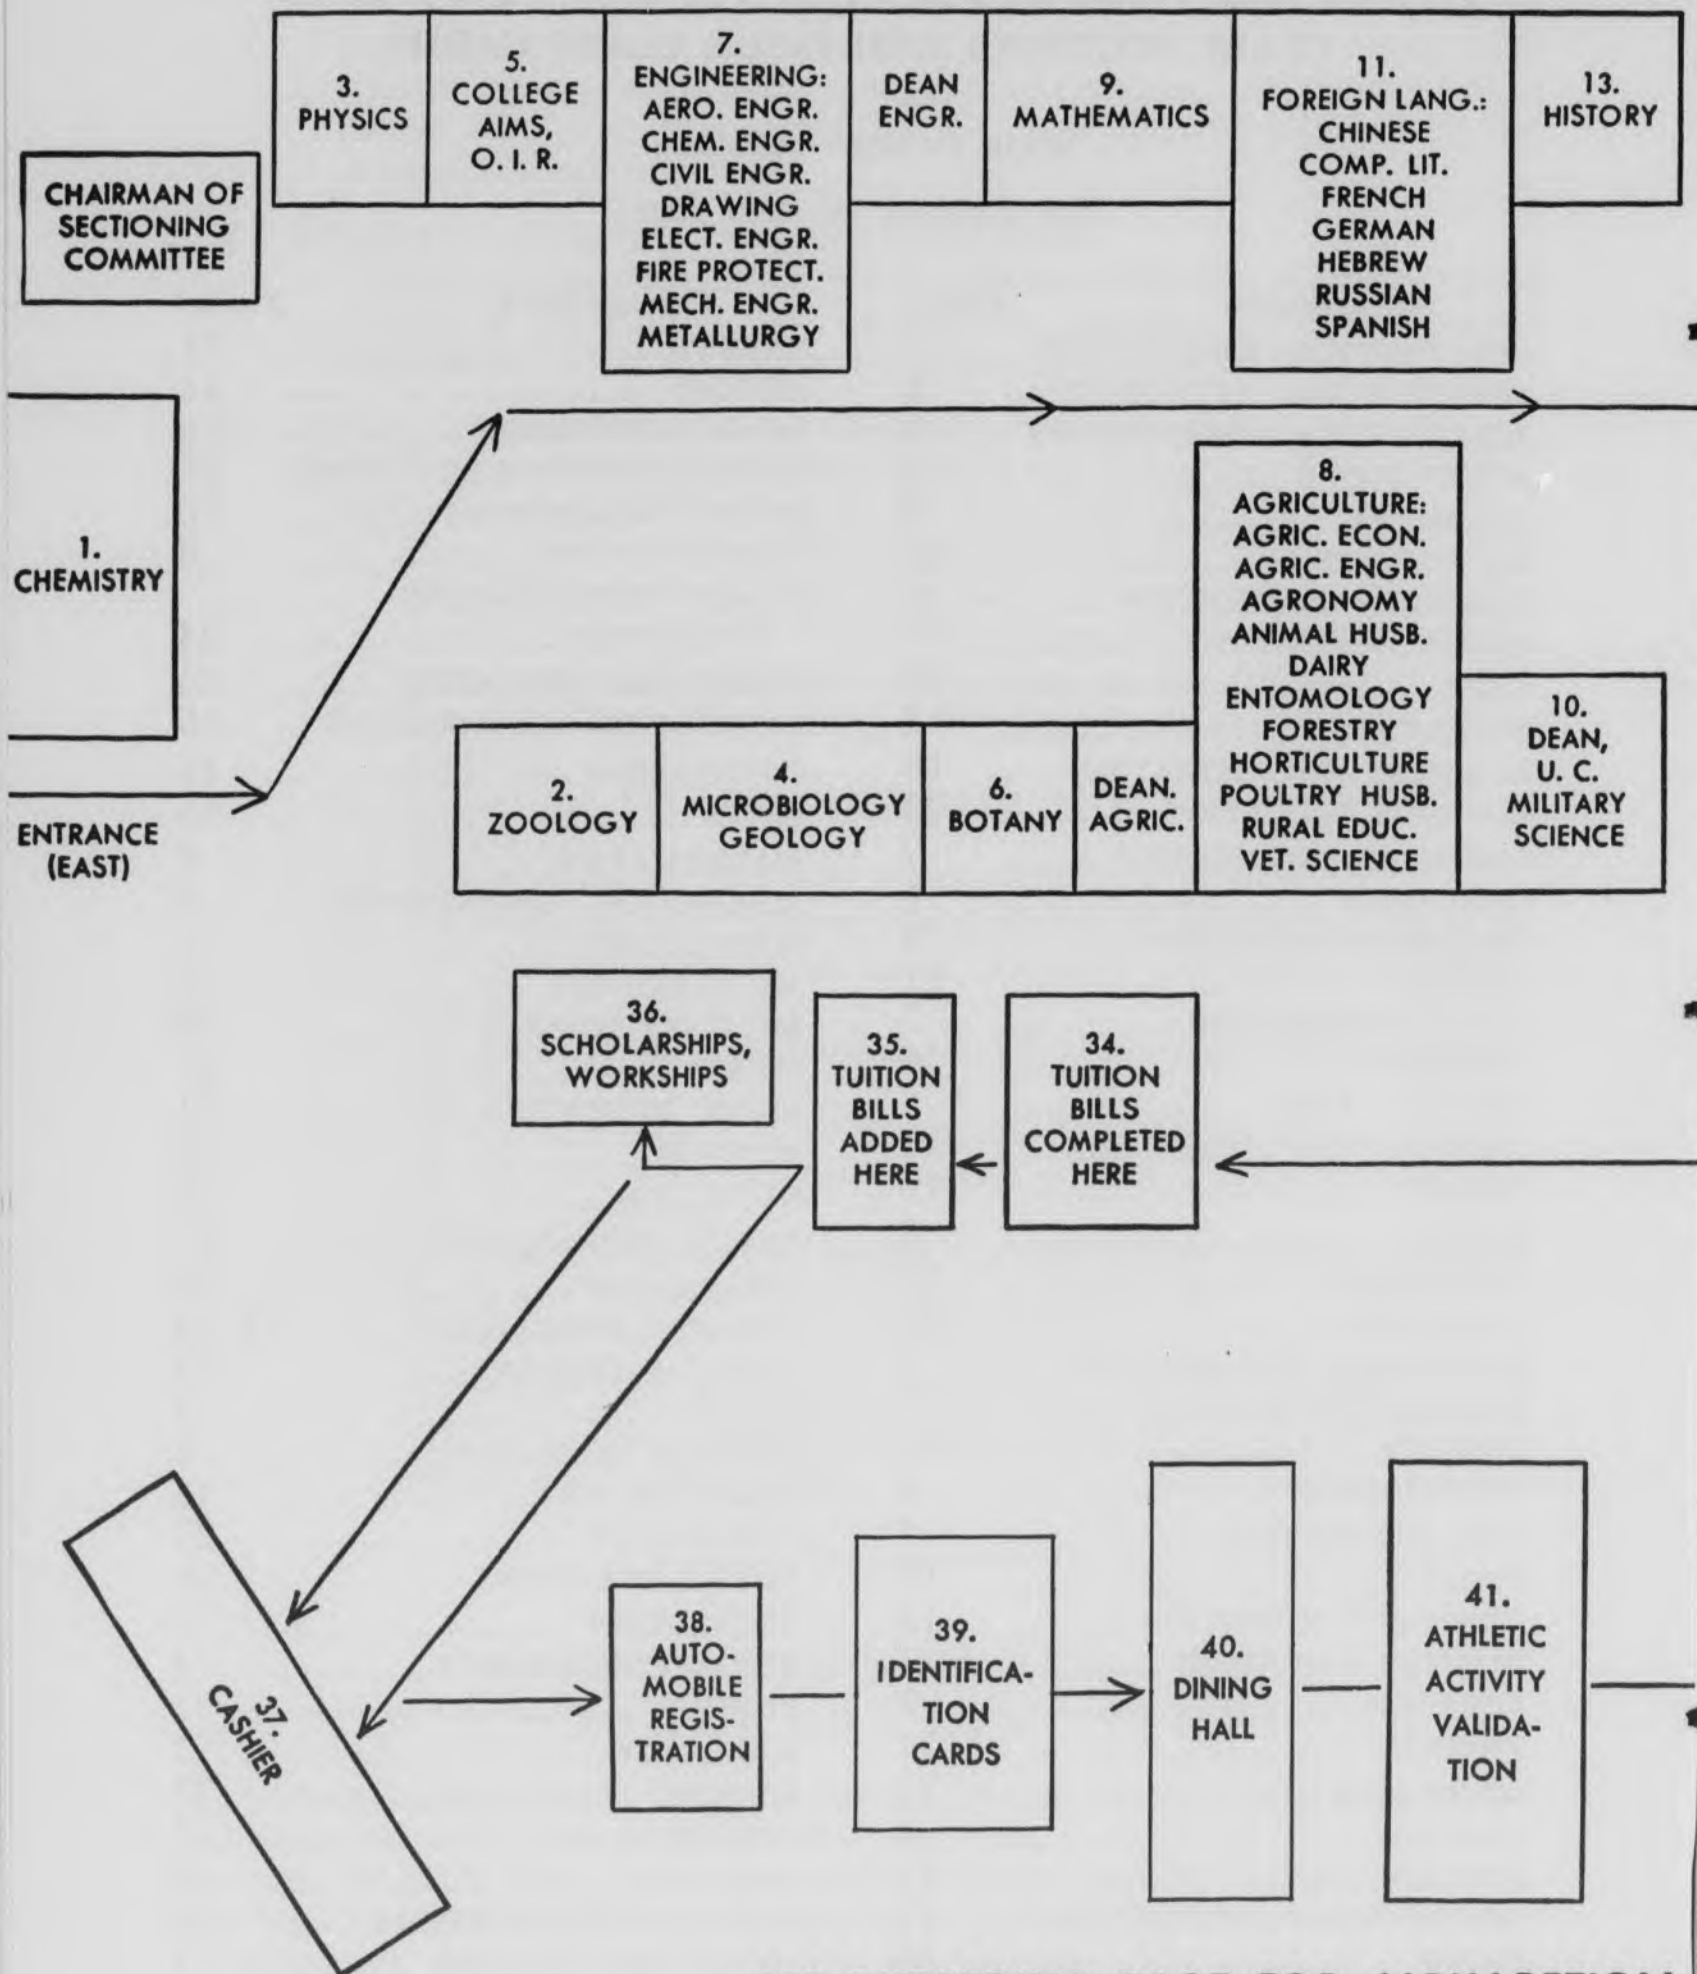 3.
PHYSICS
5.
COLLEGE
AIMS,
O. I. R.
7.
ENGINEERING:
AERO. ENGR.
CHEM. ENGR.
CIVIL ENGR.
DRAWING
ELECT. ENGR.
FIRE PROTECT.
MECH. ENGR.
METALLURGY
DEAN
ENGR.
9.
MATHEMATICS
11.
FOREIGN LANG.:
CHINESE
COMP. LIT.
FRENCH
GERMAN
HEBREW
RUSSIAN
SPANISH
13.
HISTORY
CHAIRMAN OF
SECTIONING
COMMITTEE
1.
CHEMISTRY
ENTRANCE
(EAST)
2.
ZOOLOGY
4.
MICROBIOLOGY
GEOLOGY
6.
BOTANY
DEAN.
AGRIC.
8.
AGRICULTURE:
AGRIC. ECON.
AGRIC. ENGR.
AGRONOMY
ANIMAL HUSB.
DAIRY
ENTOMOLOGY
FORESTRY
HORTICULTURE
POULTRY HUSB.
RURAL EDUC.
VET. SCIENCE
10.
DEAN,
U. C.
MILITARY
SCIENCE
36.
SCHOLARSHIPS,
WORKSHIPS
35.
TUITION
BILLS
ADDED
HERE
34.
TUITION
BILLS
COMPLETED
HERE
37.
CASHIER
38.
AUTO-
MOBILE
REGIS-
TRATION
39.
IDENTIFICA-
TION
CARDS
40.
DINING
HALL
41.
ATHLETIC
ACTIVITY
VALIDA-
TION